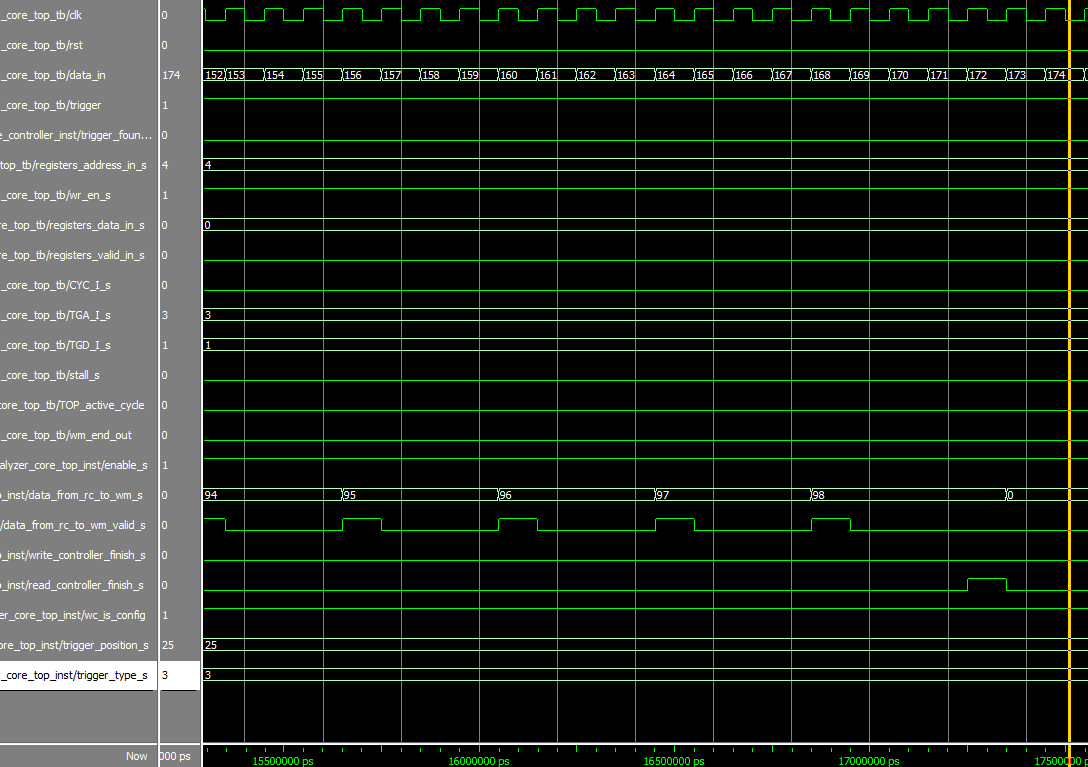 _core_top_tb/clk 0
_core_top_tb/rst 0
_core_top_tb/data_in 174 152 153 154 155 156 157 158 159 160 161 162 163 164 165 166 167 168 169 170 171 172 173 174
_core_top_tb/trigger 1
e_controller_inst/trigger_foun... 0
top_tb/registers_address_in_s 4 4
_core_top_tb/wr_en_s 1
re_top_tb/registers_data_in_s 0 0
re_top_tb/registers_valid_in_s 0
_core_top_tb/CYC_I_s 0
_core_top_tb/TGA_I_s 3 3
_core_top_tb/TGD_I_s 1 1
_core_top_tb/stall_s 0
core_top_tb/TOP_active_cycle 0
_core_top_tb/wm_end_out 0
alyzer_core_top_inst/enable_s 1
p_inst/data_from_rc_to_wm_s 0 94 95 96 97 98 0
/data_from_rc_to_wm_valid_s 0
p_inst/write_controller_finish_s 0
p_inst/read_controller_finish_s 0
er_core_top_inst/wc_is_config 1
ore_top_inst/trigger_position_s 25 25
_core_top_inst/trigger_type_s 3 3
Now 000 ps 15500000 ps 16000000 ps 16500000 ps 17000000 ps 17500000 p